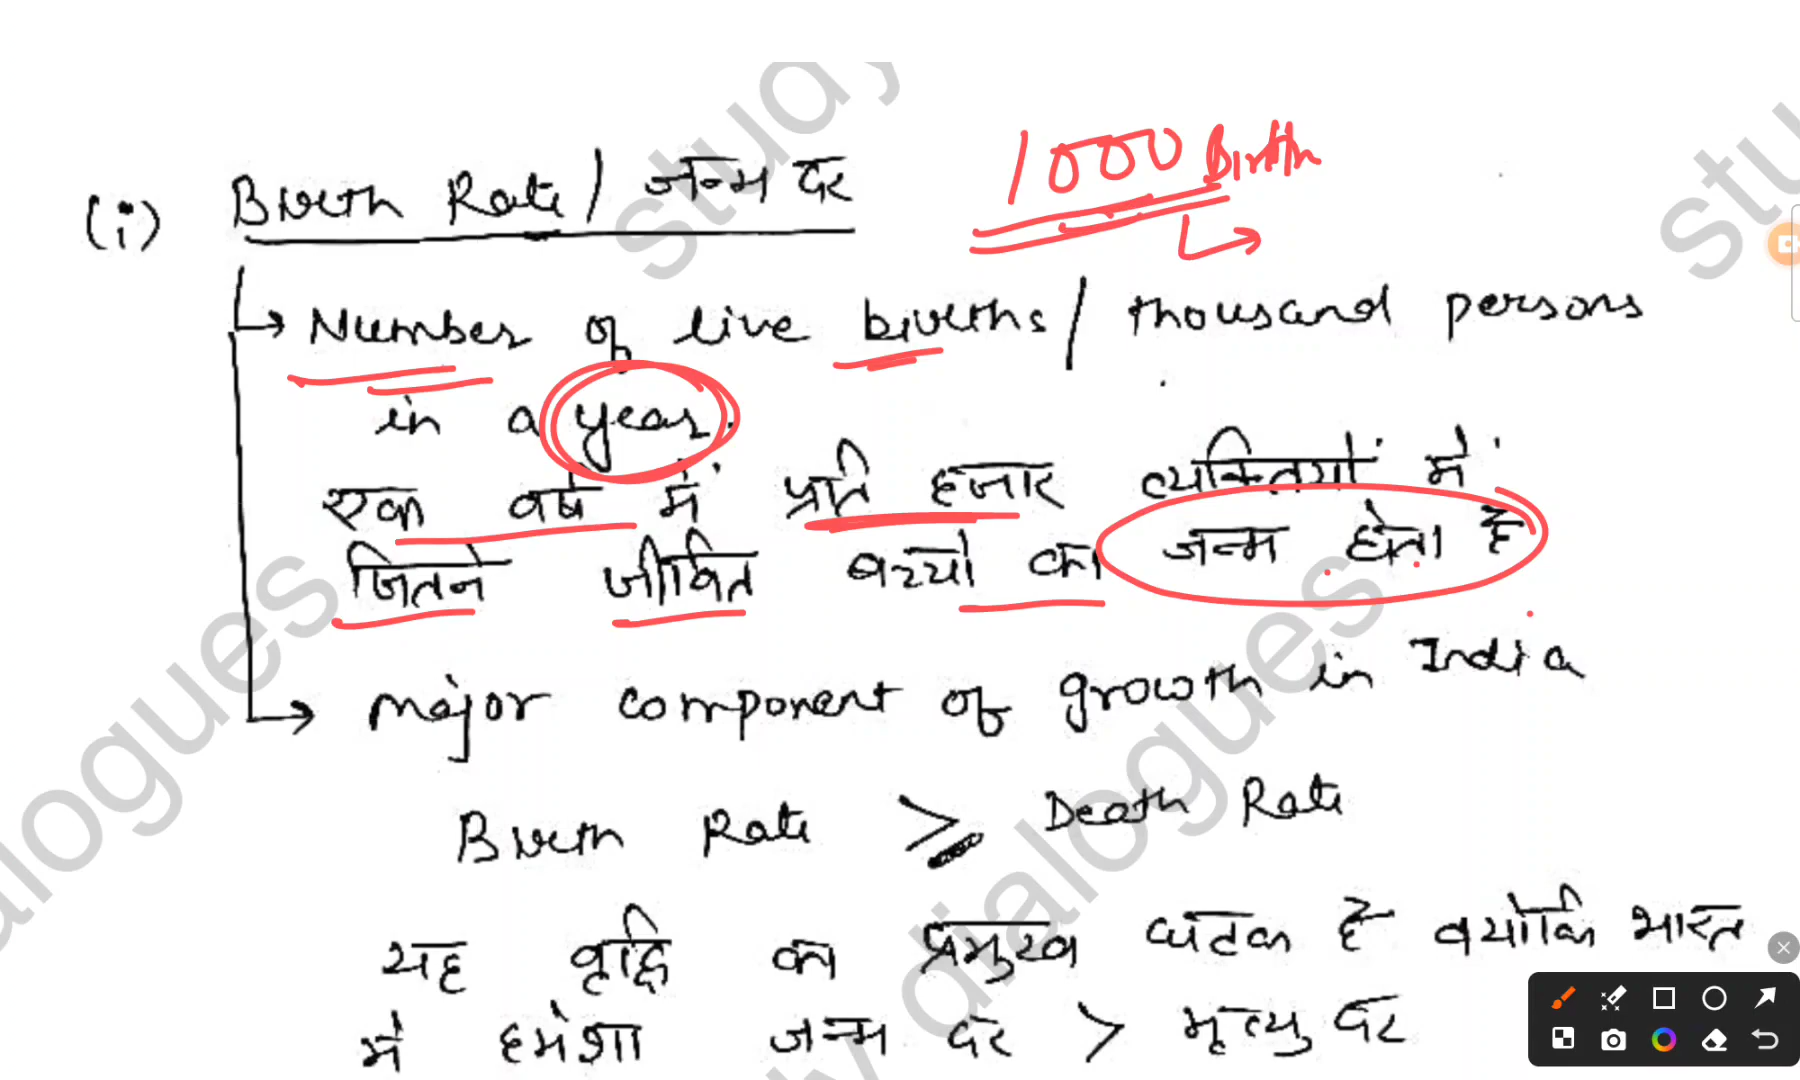 1000 Birth
(i) Birth Rate / जन्म दर
→ Number of live births / thousand persons
in a year.
एक वर्ष में प्रति हजार व्यक्तियों में
जितने जीवित बच्चों का जन्म होता है
→ major component of growth in India
Birth Rate > Death Rate
यह वृद्धि का प्रमुख घटक है क्योंकि भारत
में हमेशा जन्म दर > मृत्यु दर
study dialogues